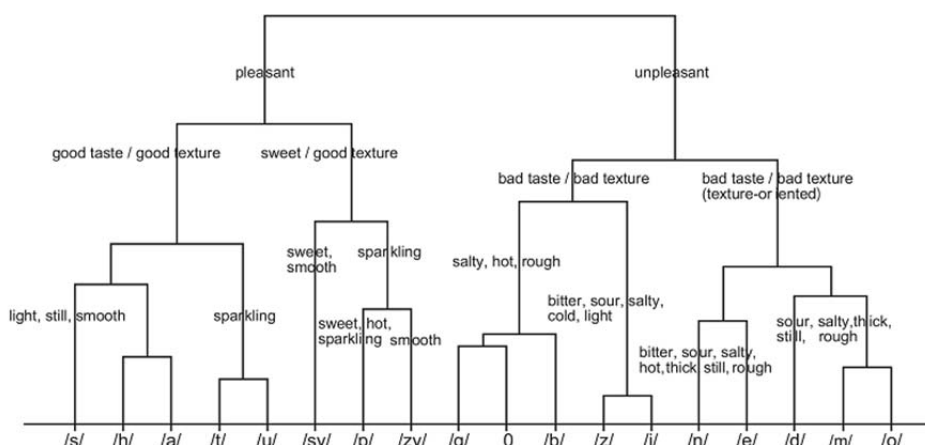 pleasant
unpleasant
good taste / good texture
sweet / good texture
bad taste / bad texture
bad taste / bad texture
(texture-oriented)
sweet,
smooth
sparkling
salty, hot, rough
light, still, smooth
sparkling
sweet, hot,
sparkling
smooth
bitter, sour, salty,
cold, light
sour, salty,thick,
still, rough
bitter, sour, salty,
hot,thick still, rough
/s/ /h/ /a/ /t/ /u/ /sy/ /p/ /zy/ /g/ 0 /b/ /z/ /i/ /n/ /e/ /d/ /m/ /o/